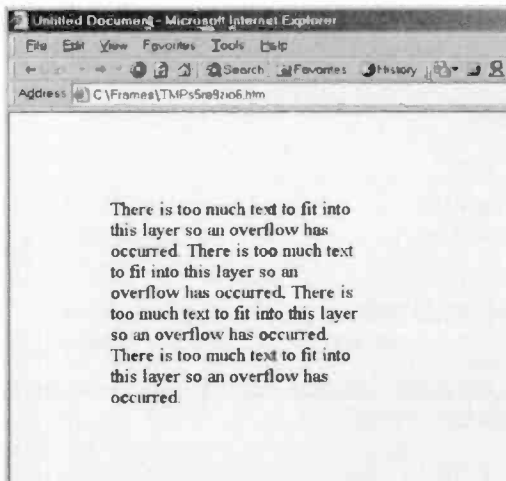 Untitled Document - Microsoft Internet Explorer
File Edit View Favorites Tools Help
Search Favorites History
Address C:\Frames\TMPs5re9zio6.htm
There is too much text to fit into
this layer so an overflow has
occurred. There is too much text
to fit into this layer so an
overflow has occurred. There is
too much text to fit into this layer
so an overflow has occurred.
There is too much text to fit into
this layer so an overflow has
occurred.